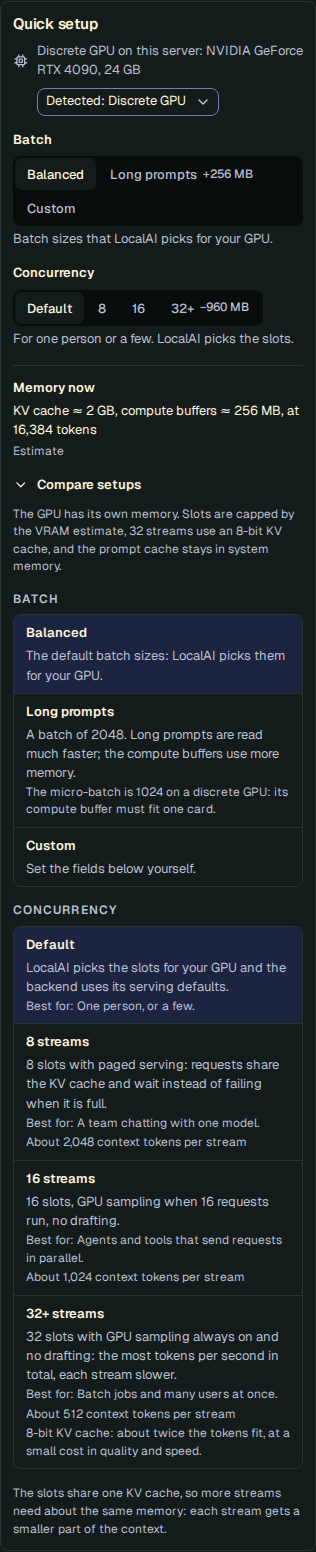 Quick setup
Discrete GPU on this server: NVIDIA GeForce
RTX 4090, 24 GB
Detected: Discrete GPU
Batch
Balanced Long prompts +256 MB
Custom
Batch sizes that LocalAI picks for your GPU.
Concurrency
Default 8 16 32+ −960 MB
For one person or a few. LocalAI picks the slots.
Memory now
KV cache ≈ 2 GB, compute buffers ≈ 256 MB, at
16,384 tokens
Estimate
Compare setups
The GPU has its own memory. Slots are capped by
the VRAM estimate, 32 streams use an 8-bit KV
cache, and the prompt cache stays in system
memory.
BATCH
Balanced
The default batch sizes: LocalAI picks them
for your GPU.
Long prompts
A batch of 2048. Long prompts are read
much faster; the compute buffers use more
memory.
The micro-batch is 1024 on a discrete GPU: its
compute buffer must fit one card.
Custom
Set the fields below yourself.
CONCURRENCY
Default
LocalAI picks the slots for your GPU and the
backend uses its serving defaults.
Best for: One person, or a few.
8 streams
8 slots with paged serving: requests share
the KV cache and wait instead of failing
when it is full.
Best for: A team chatting with one model.
About 2,048 context tokens per stream
16 streams
16 slots, GPU sampling when 16 requests
run, no drafting.
Best for: Agents and tools that send requests
in parallel.
About 1,024 context tokens per stream
32+ streams
32 slots with GPU sampling always on and
no drafting: the most tokens per second in
total, each stream slower.
Best for: Batch jobs and many users at once.
About 512 context tokens per stream
8-bit KV cache: about twice the tokens fit, at a
small cost in quality and speed.
The slots share one KV cache, so more streams
need about the same memory: each stream gets a
smaller part of the context.